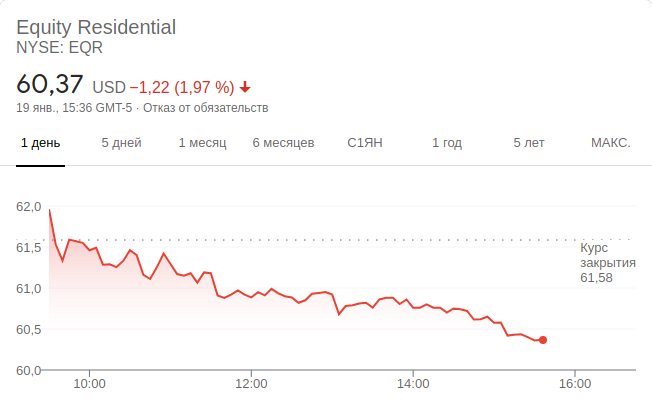 Equity Residential
NYSE: EQR
60,37 USD −1,22 (1,97 %)
19 янв., 15:36 GMT-5 · Отказ от обязательств
1 день 5 дней 1 месяц 6 месяцев С1ЯН 1 год 5 лет МАКС.
62,0
61,5
Курс
закрытия
61,58
61,0
60,5
60,0
10:00 12:00 14:00 16:00